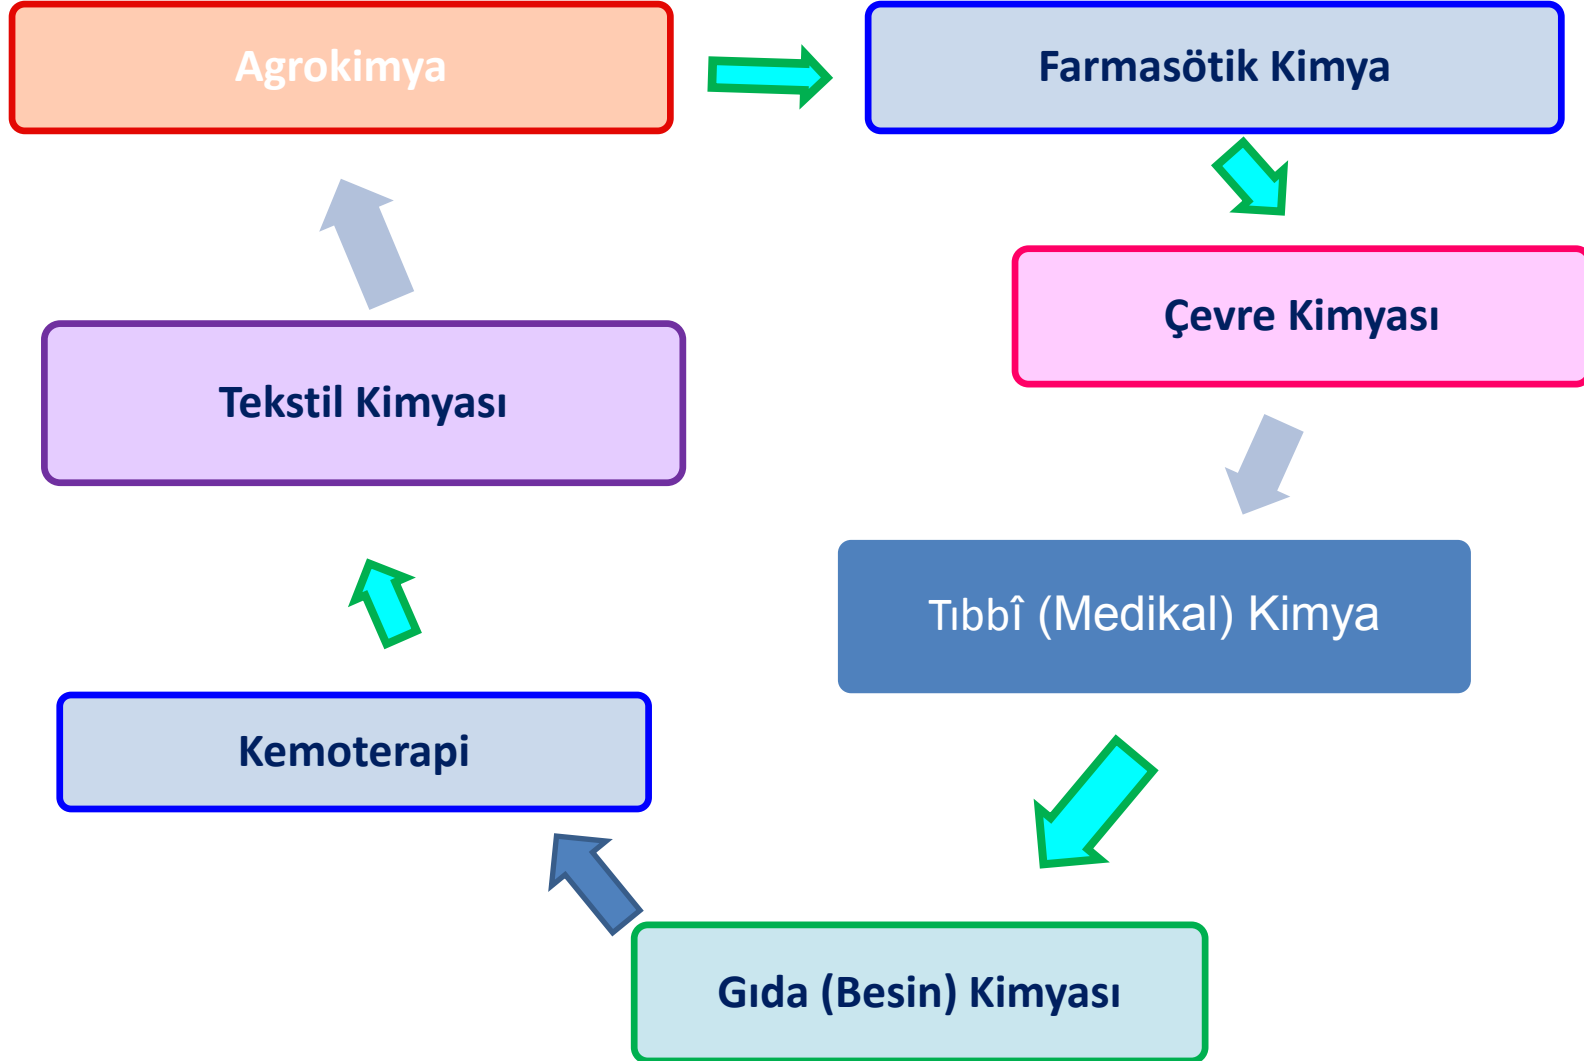 Agrokimya
Farmasötik Kimya
Çevre Kimyası
Tekstil Kimyası
Tıbbî (Medikal) Kimya
Kemoterapi
Gıda (Besin) Kimyası